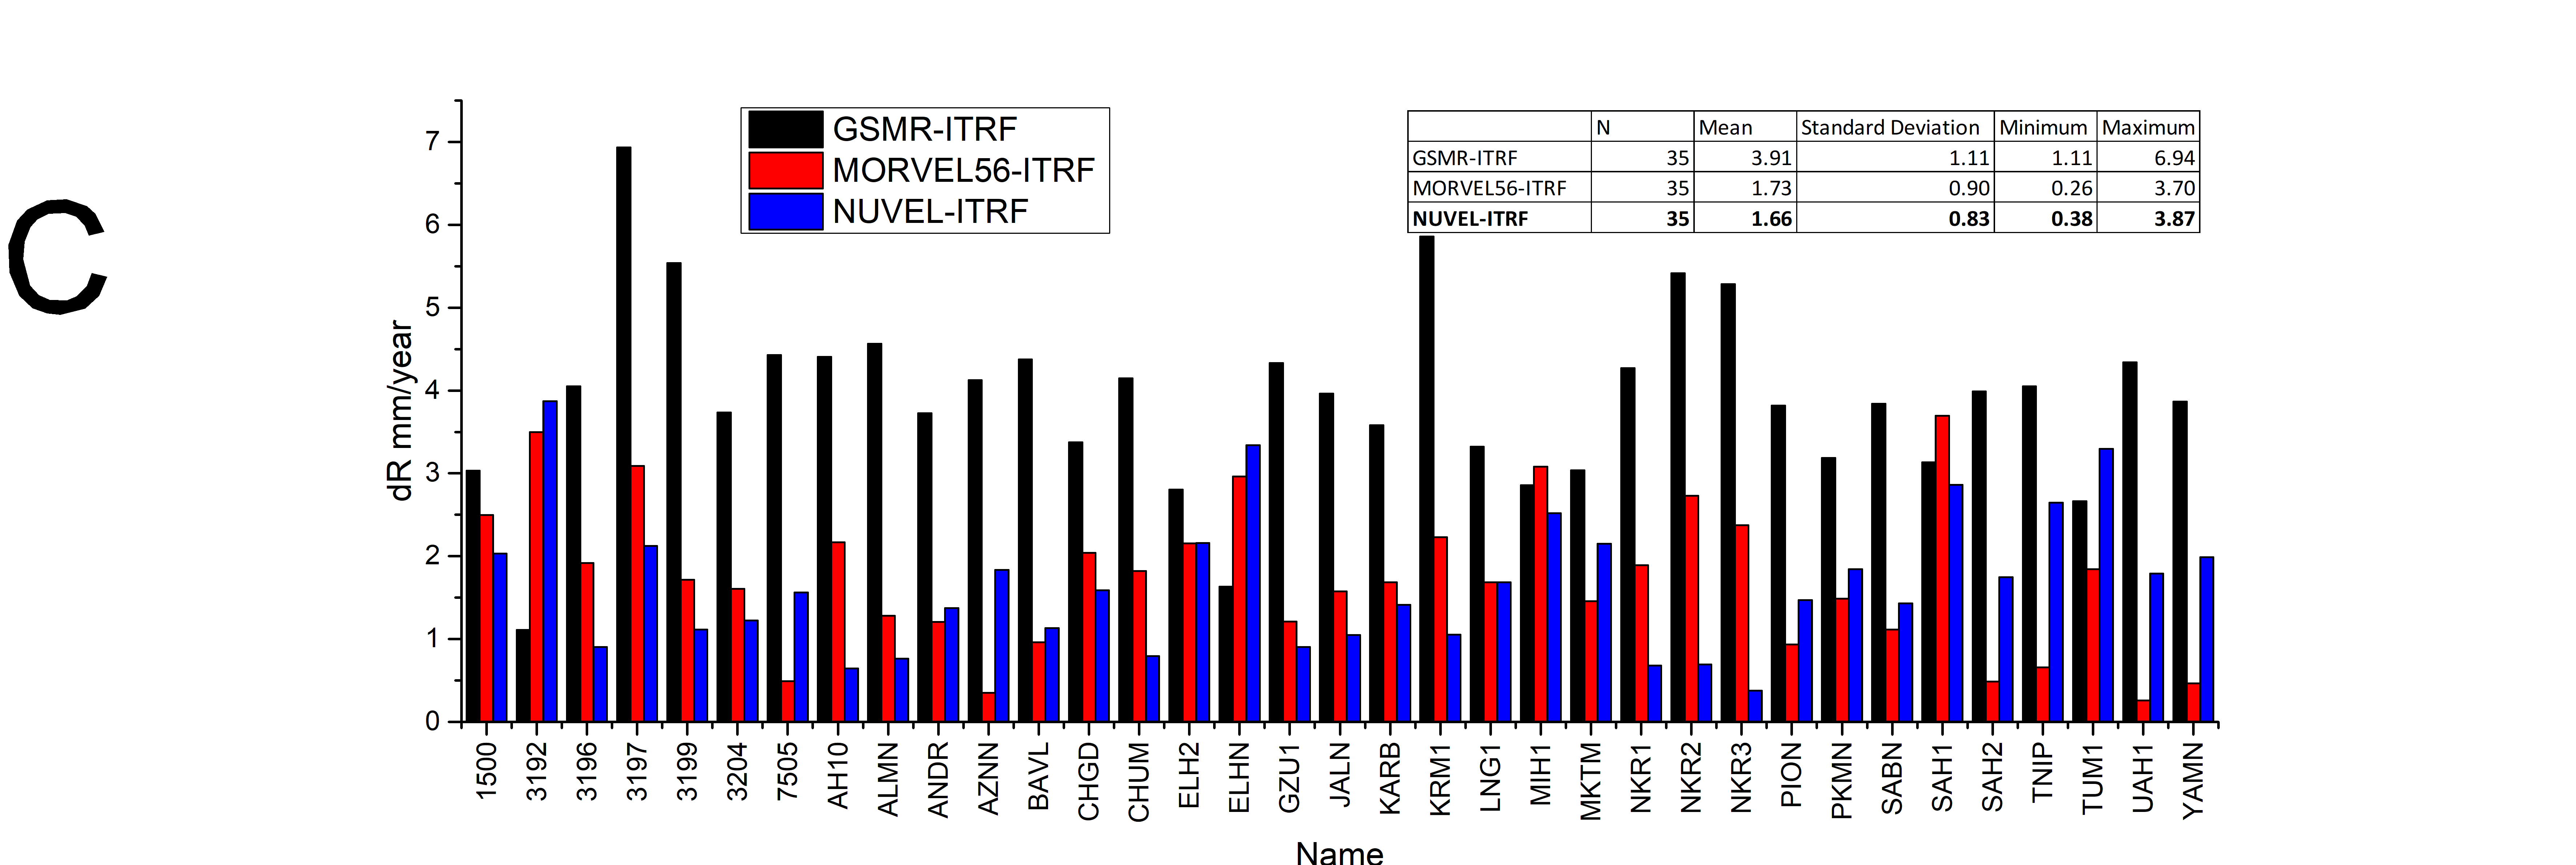 C
GSMR-ITRF
MORVEL56-ITRF
NUVEL-ITRF
N Mean Standard Deviation Minimum Maximum
GSMR-ITRF 35 3.91 1.11 1.11 6.94
MORVEL56-ITRF 35 1.73 0.90 0.26 3.70
NUVEL-ITRF 35 1.66 0.83 0.38 3.87
dR mm/year
7
6
5
4
3
2
1
0
1500 3192 3196 3197 3199 3204 7505 AH10 ALMN ANDR AZNN BAVL CHGD CHUM ELH2 ELHN GZU1 JALN KARB KRM1 LNG1 MIH1 MKTM NKR1 NKR2 NKR3 PION PKMN SABN SAH1 SAH2 TNIP TUM1 UAH1 YAMN
Name